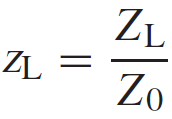 z_L = Z_L / Z_0